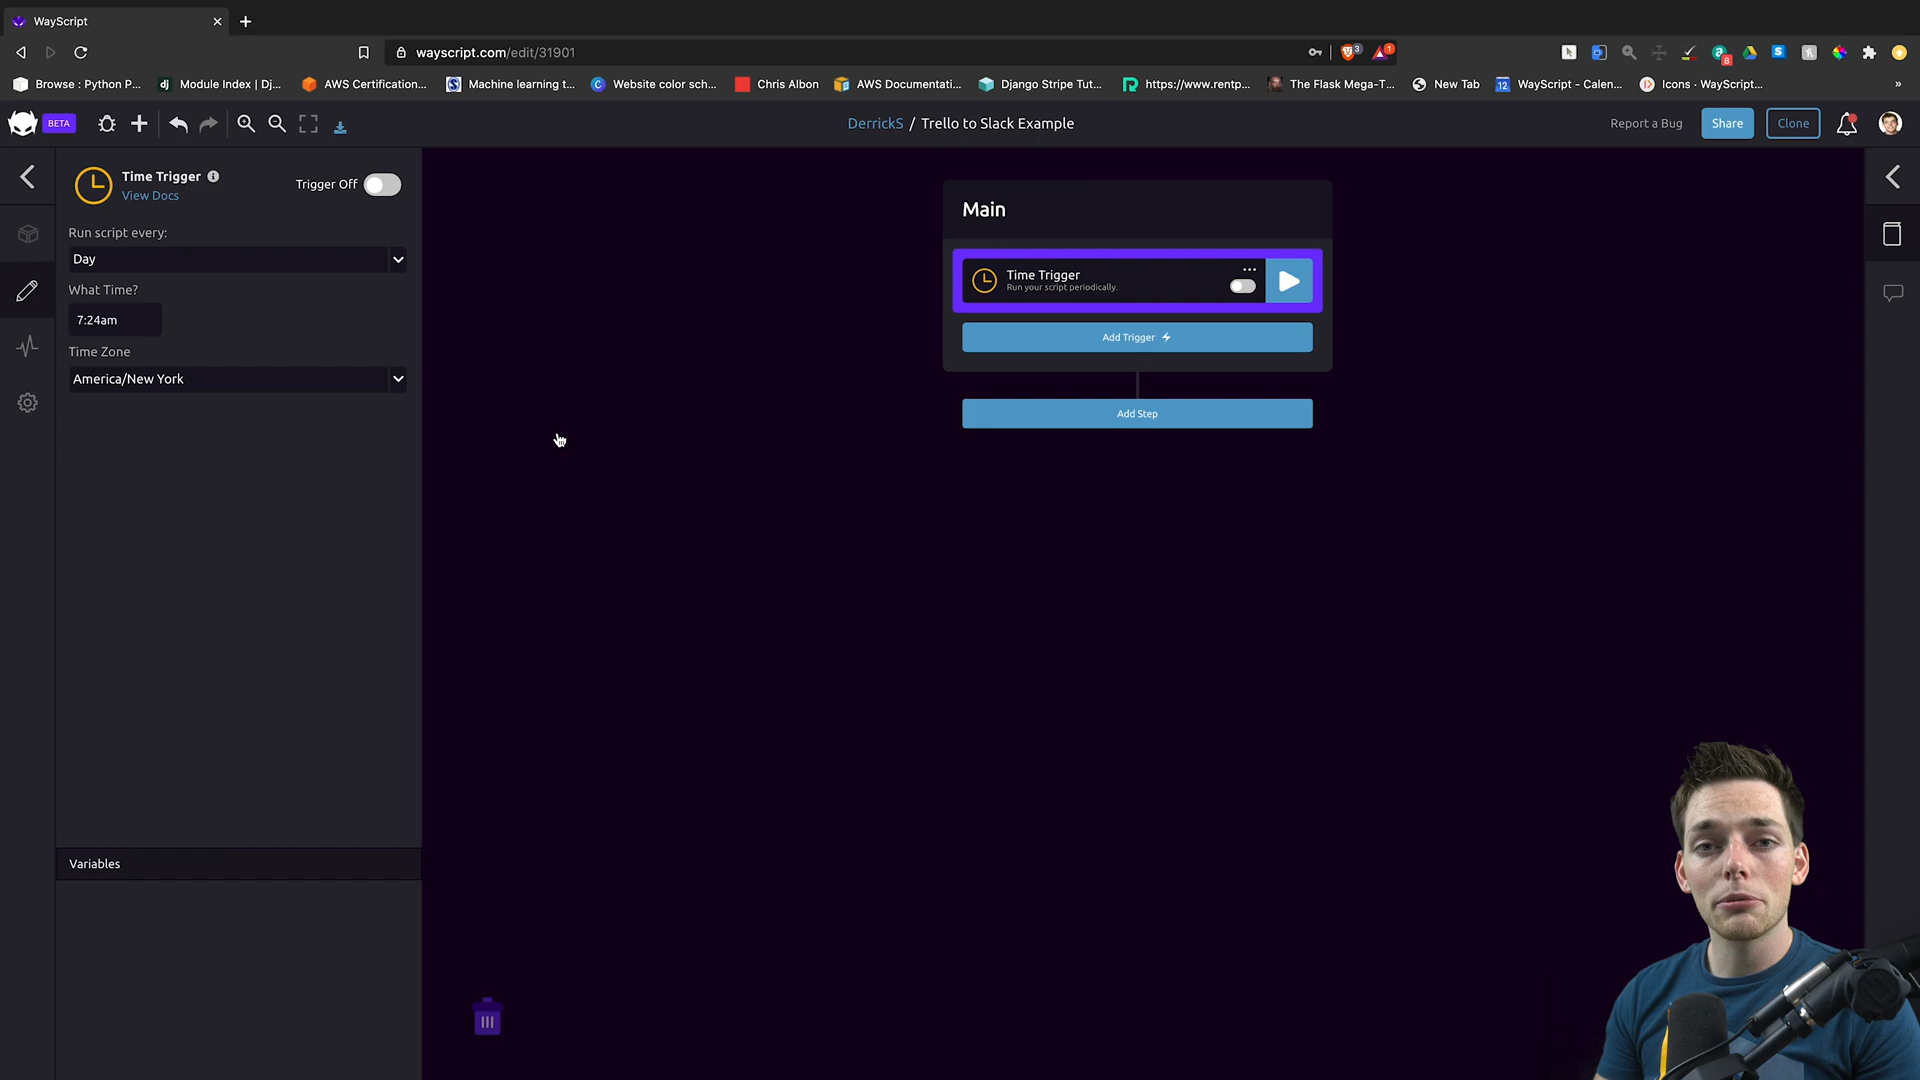 WayScript
wayscript.com/edit/31901
3
1
8
Browse : Python P...
Module Index | Dj...
AWS Certification...
Machine learning t...
Website color sch...
Chris Albon
AWS Documentati...
Django Stripe Tut...
https://www.rentp...
The Flask Mega-T...
New Tab
12
WayScript - Calen...
Icons · WayScript...
»
BETA
DerrickS / Trello to Slack Example
Report a Bug
Share
Clone
Time Trigger
View Docs
Trigger Off
Run script every:
Day
What Time?
7:24am
Time Zone
America/New York
Variables
Main
Time Trigger
Run your script periodically.
Add Trigger
Add Step